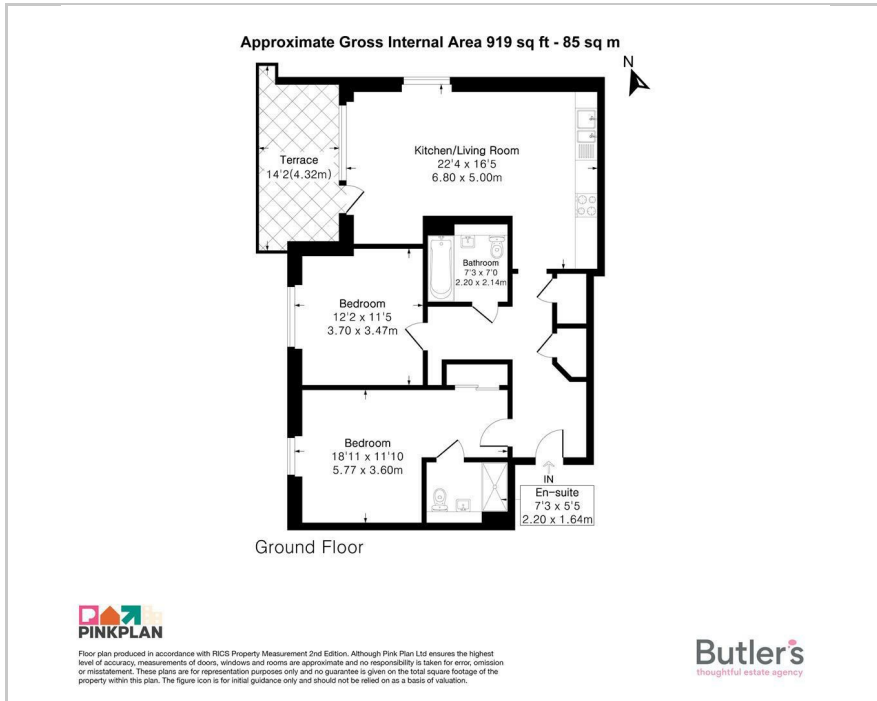 Approximate Gross Internal Area 919 sq ft - 85 sq m
N
Kitchen/Living Room
22'4 x 16'5
6.80 x 5.00m
Terrace
14'2(4.32m)
Bathroom
7'3 x 7'0
2.20 x 2.14m
Bedroom
12'2 x 11'5
3.70 x 3.47m
Bedroom
18'11 x 11'10
5.77 x 3.60m
IN
En-suite
7'3 x 5'5
2.20 x 1.64m
Ground Floor
PINKPLAN
Floor plan produced in accordance with RICS Property Measurement 2nd Edition. Although Pink Plan Ltd ensures the highest
level of accuracy, measurements of doors, windows and rooms are approximate and no responsibility is taken for error, omission
or misstatement. These plans are for representation purposes only and no guarantee is given on the total square footage of the
property within this plan. The figure icon is for initial guidance only and should not be relied on as a basis of valuation.
Butler's
thoughtful estate agency